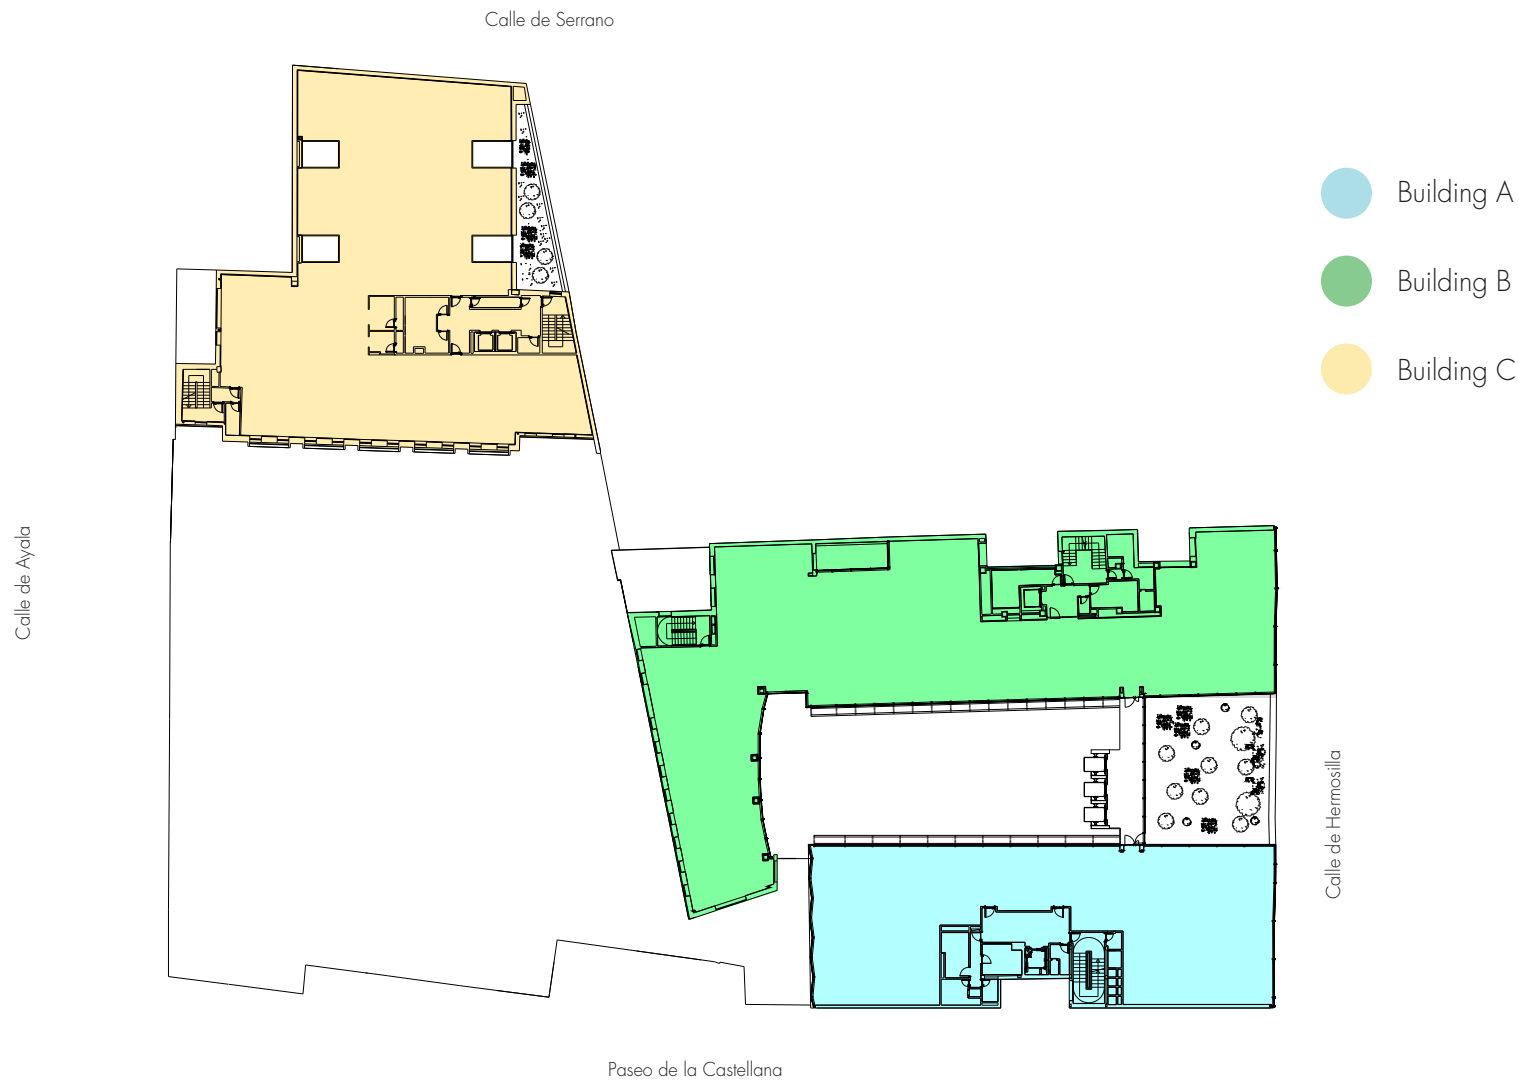 Calle de Serrano
Building A
Building B
Building C
Calle de Ayala
Calle de Hermosilla
Paseo de la Castellana